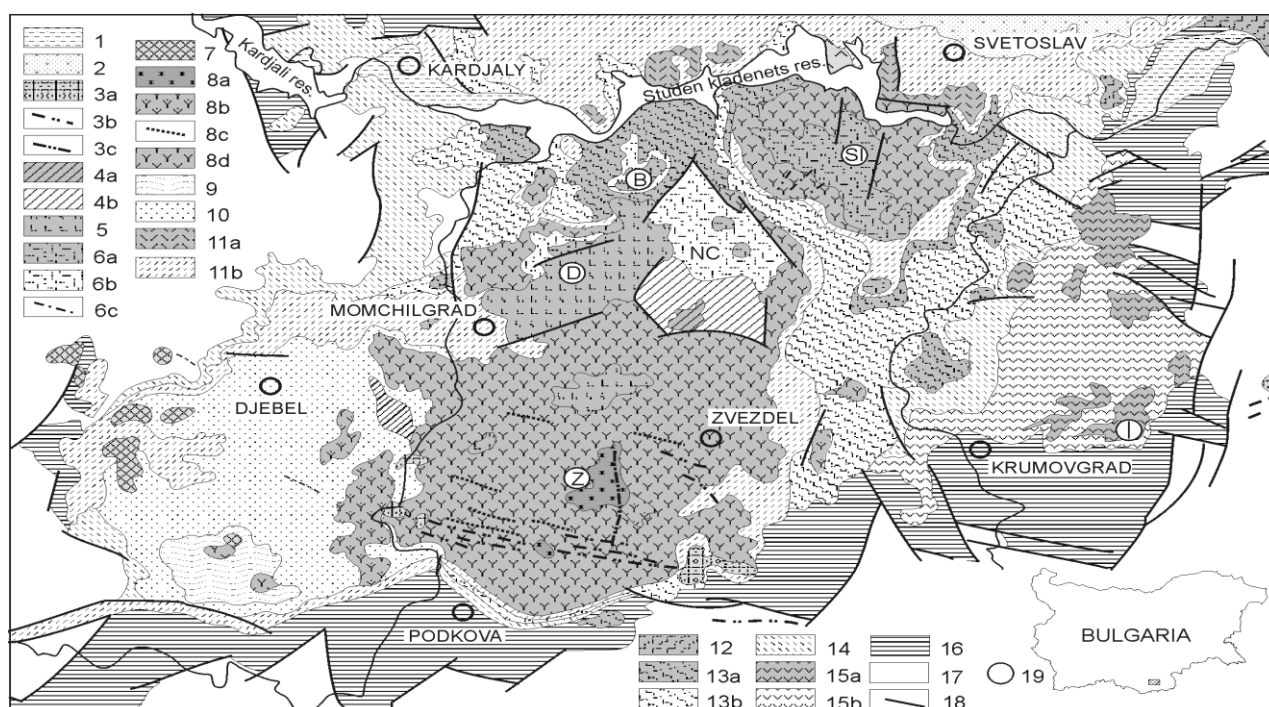 1
2
3a
3b
3c
4a
4b
5
6a
6b
6c
7
8a
8b
8c
8d
9
10
11a
11b
Kardjali res.
KARDJALY
Studen kladenets res.
SVETOSLAV
SI
B
NC
D
MOMCHILGRAD
DJEBEL
ZVEZDEL
Z
I
KRUMOVGRAD
PODKOVA
12
13a
13b
14
15a
15b
16
17
18
19
BULGARIA